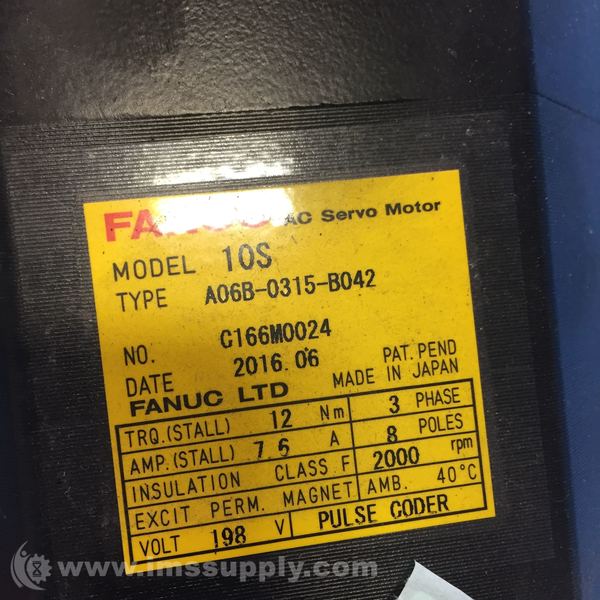 FANUC AC Servo Motor
MODEL 10S
TYPE A06B-0315-B042
NO. C166M0024
DATE 2016.06 PAT. PEND
FANUC LTD MADE IN JAPAN
TRQ.(STALL) 12 Nm 3 PHASE
AMP.(STALL) 7.6 A 8 POLES
INSULATION CLASS F 2000 rpm
EXCIT PERM. MAGNET AMB. 40°C
VOLT 198 V PULSE CODER
www.imssupply.com